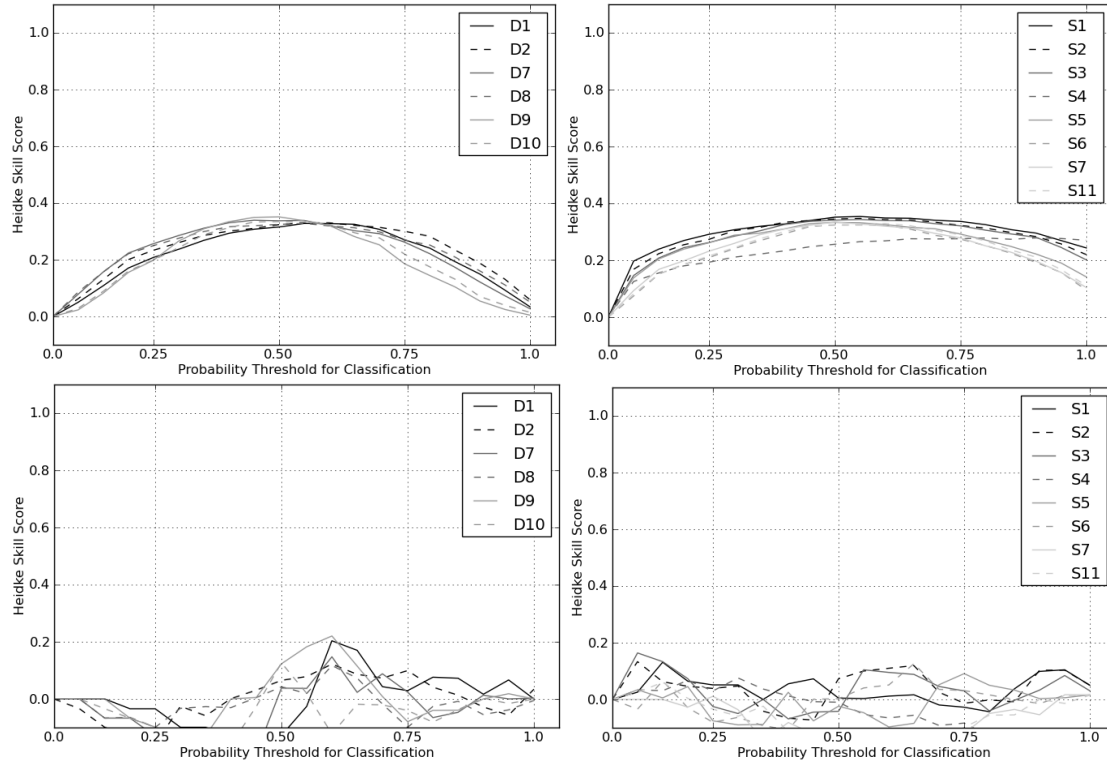 1.0
0.8
0.6
0.4
0.2
0.0
Heidke Skill Score
0.0 0.25 0.50 0.75 1.0
Probability Threshold for Classification
D1
D2
D7
D8
D9
D10
1.0
0.8
0.6
0.4
0.2
0.0
Heidke Skill Score
0.0 0.25 0.50 0.75 1.0
Probability Threshold for Classification
S1
S2
S3
S4
S5
S6
S7
S11
1.0
0.8
0.6
0.4
0.2
0.0
Heidke Skill Score
0.0 0.25 0.50 0.75 1.0
Probability Threshold for Classification
D1
D2
D7
D8
D9
D10
1.0
0.8
0.6
0.4
0.2
0.0
Heidke Skill Score
0.0 0.25 0.50 0.75 1.0
Probability Threshold for Classification
S1
S2
S3
S4
S5
S6
S7
S11